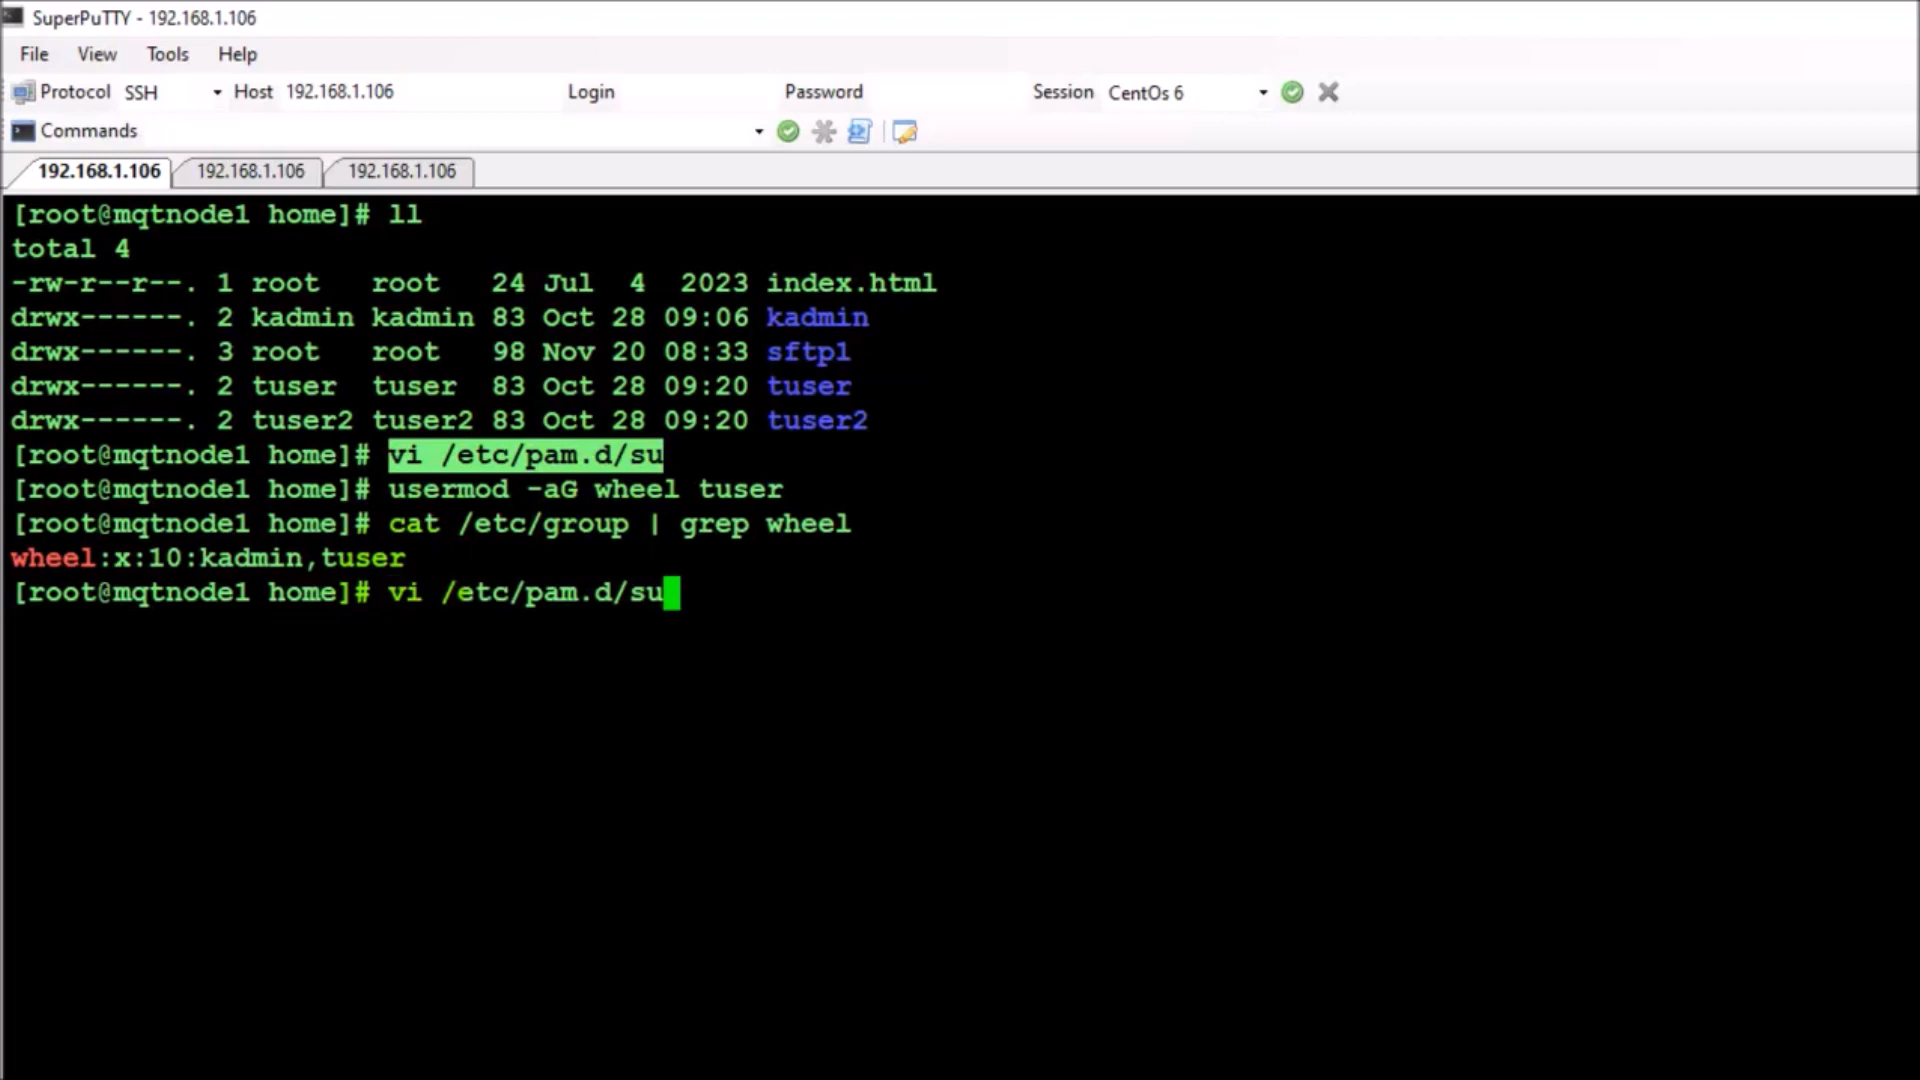 SuperPuTTY - 192.168.1.106
File View Tools Help
Protocol SSH Host 192.168.1.106 Login Password Session CentOs 6
Commands
192.168.1.106 192.168.1.106 192.168.1.106
[root@mqtnode1 home]# ll
total 4
-rw-r--r--. 1 root   root   24 Jul  4  2023 index.html
drwx------. 2 kadmin kadmin 83 Oct 28 09:06 kadmin
drwx------. 3 root   root   98 Nov 20 08:33 sftp1
drwx------. 2 tuser  tuser  83 Oct 28 09:20 tuser
drwx------. 2 tuser2 tuser2 83 Oct 28 09:20 tuser2
[root@mqtnode1 home]# vi /etc/pam.d/su
[root@mqtnode1 home]# usermod -aG wheel tuser
[root@mqtnode1 home]# cat /etc/group | grep wheel
wheel:x:10:kadmin,tuser
[root@mqtnode1 home]# vi /etc/pam.d/su